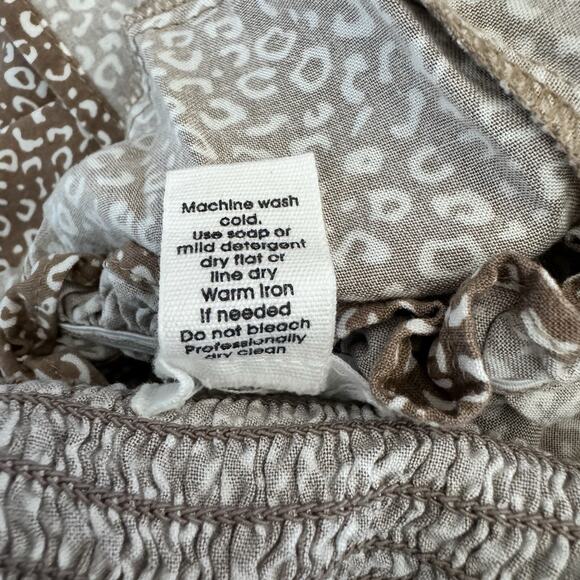 Machine wash
cold.
Use soap or
mild detergent
dry flat or
line dry
Warm Iron
If needed
Do not bleach
Professionally
dry clean